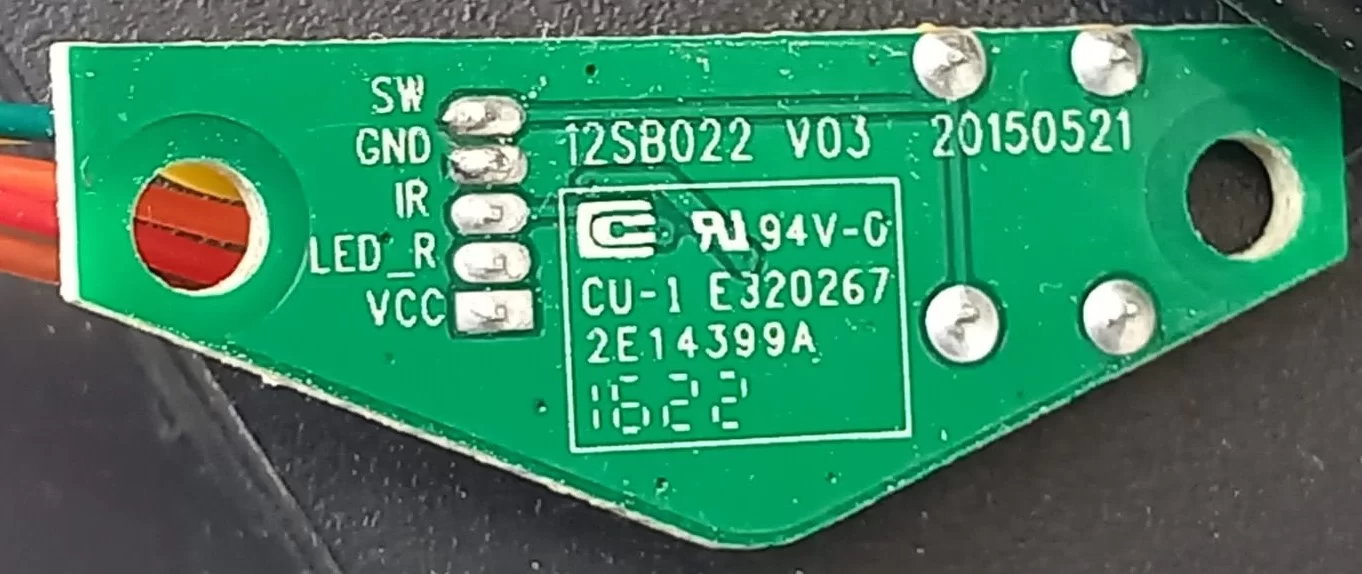 SW
GND
IR
LED_R
VCC
12SB022 V03 20150521
94V-0
CU-1 E320267
2E14399A
1622